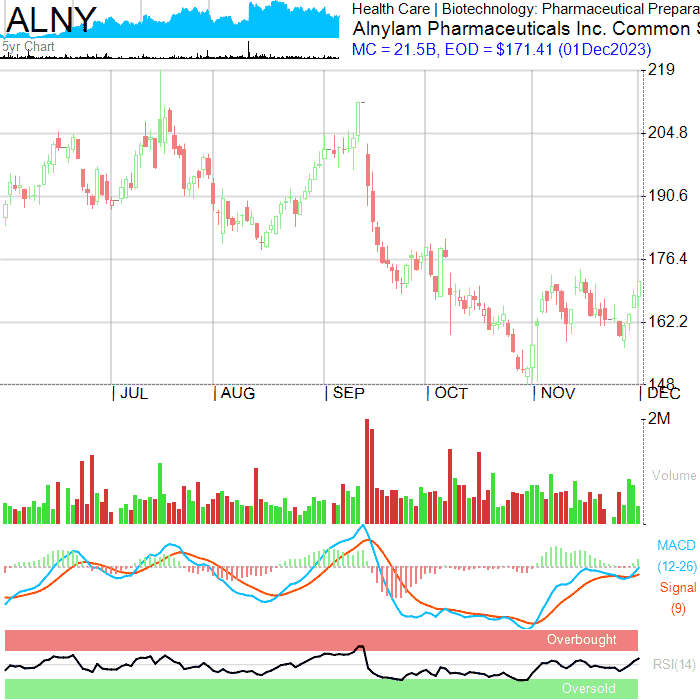 ALNY
5yr Chart
Health Care | Biotechnology: Pharmaceutical Prepara
Alnylam Pharmaceuticals Inc. Common S
MC = 21.5B, EOD = $171.41 (01Dec2023)
219
204.8
190.6
176.4
162.2
148
| JUL | AUG | SEP | OCT | NOV | DEC
2M
Volume
MACD
(12-26)
Signal
(9)
Overbought
RSI(14)
Oversold